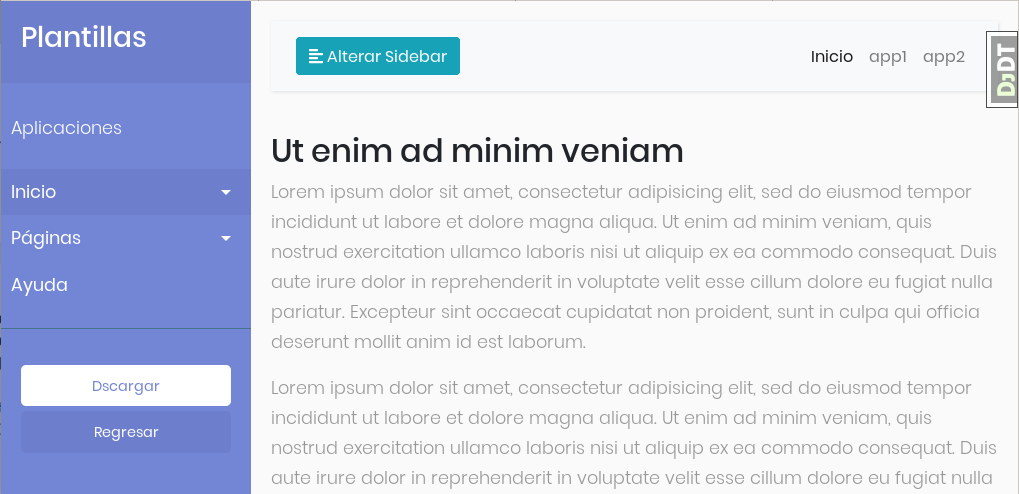 Plantillas
Aplicaciones
Inicio
Páginas
Ayuda
Dscargar
Regresar
Alterar Sidebar
Inicio app1 app2
DjDT
Ut enim ad minim veniam
Lorem ipsum dolor sit amet, consectetur adipisicing elit, sed do eiusmod tempor
incididunt ut labore et dolore magna aliqua. Ut enim ad minim veniam, quis
nostrud exercitation ullamco laboris nisi ut aliquip ex ea commodo consequat. Duis
aute irure dolor in reprehenderit in voluptate velit esse cillum dolore eu fugiat nulla
pariatur. Excepteur sint occaecat cupidatat non proident, sunt in culpa qui officia
deserunt mollit anim id est laborum.
Lorem ipsum dolor sit amet, consectetur adipisicing elit, sed do eiusmod tempor
incididunt ut labore et dolore magna aliqua. Ut enim ad minim veniam, quis
nostrud exercitation ullamco laboris nisi ut aliquip ex ea commodo consequat. Duis
aute irure dolor in reprehenderit in voluptate velit esse cillum dolore eu fugiat nulla